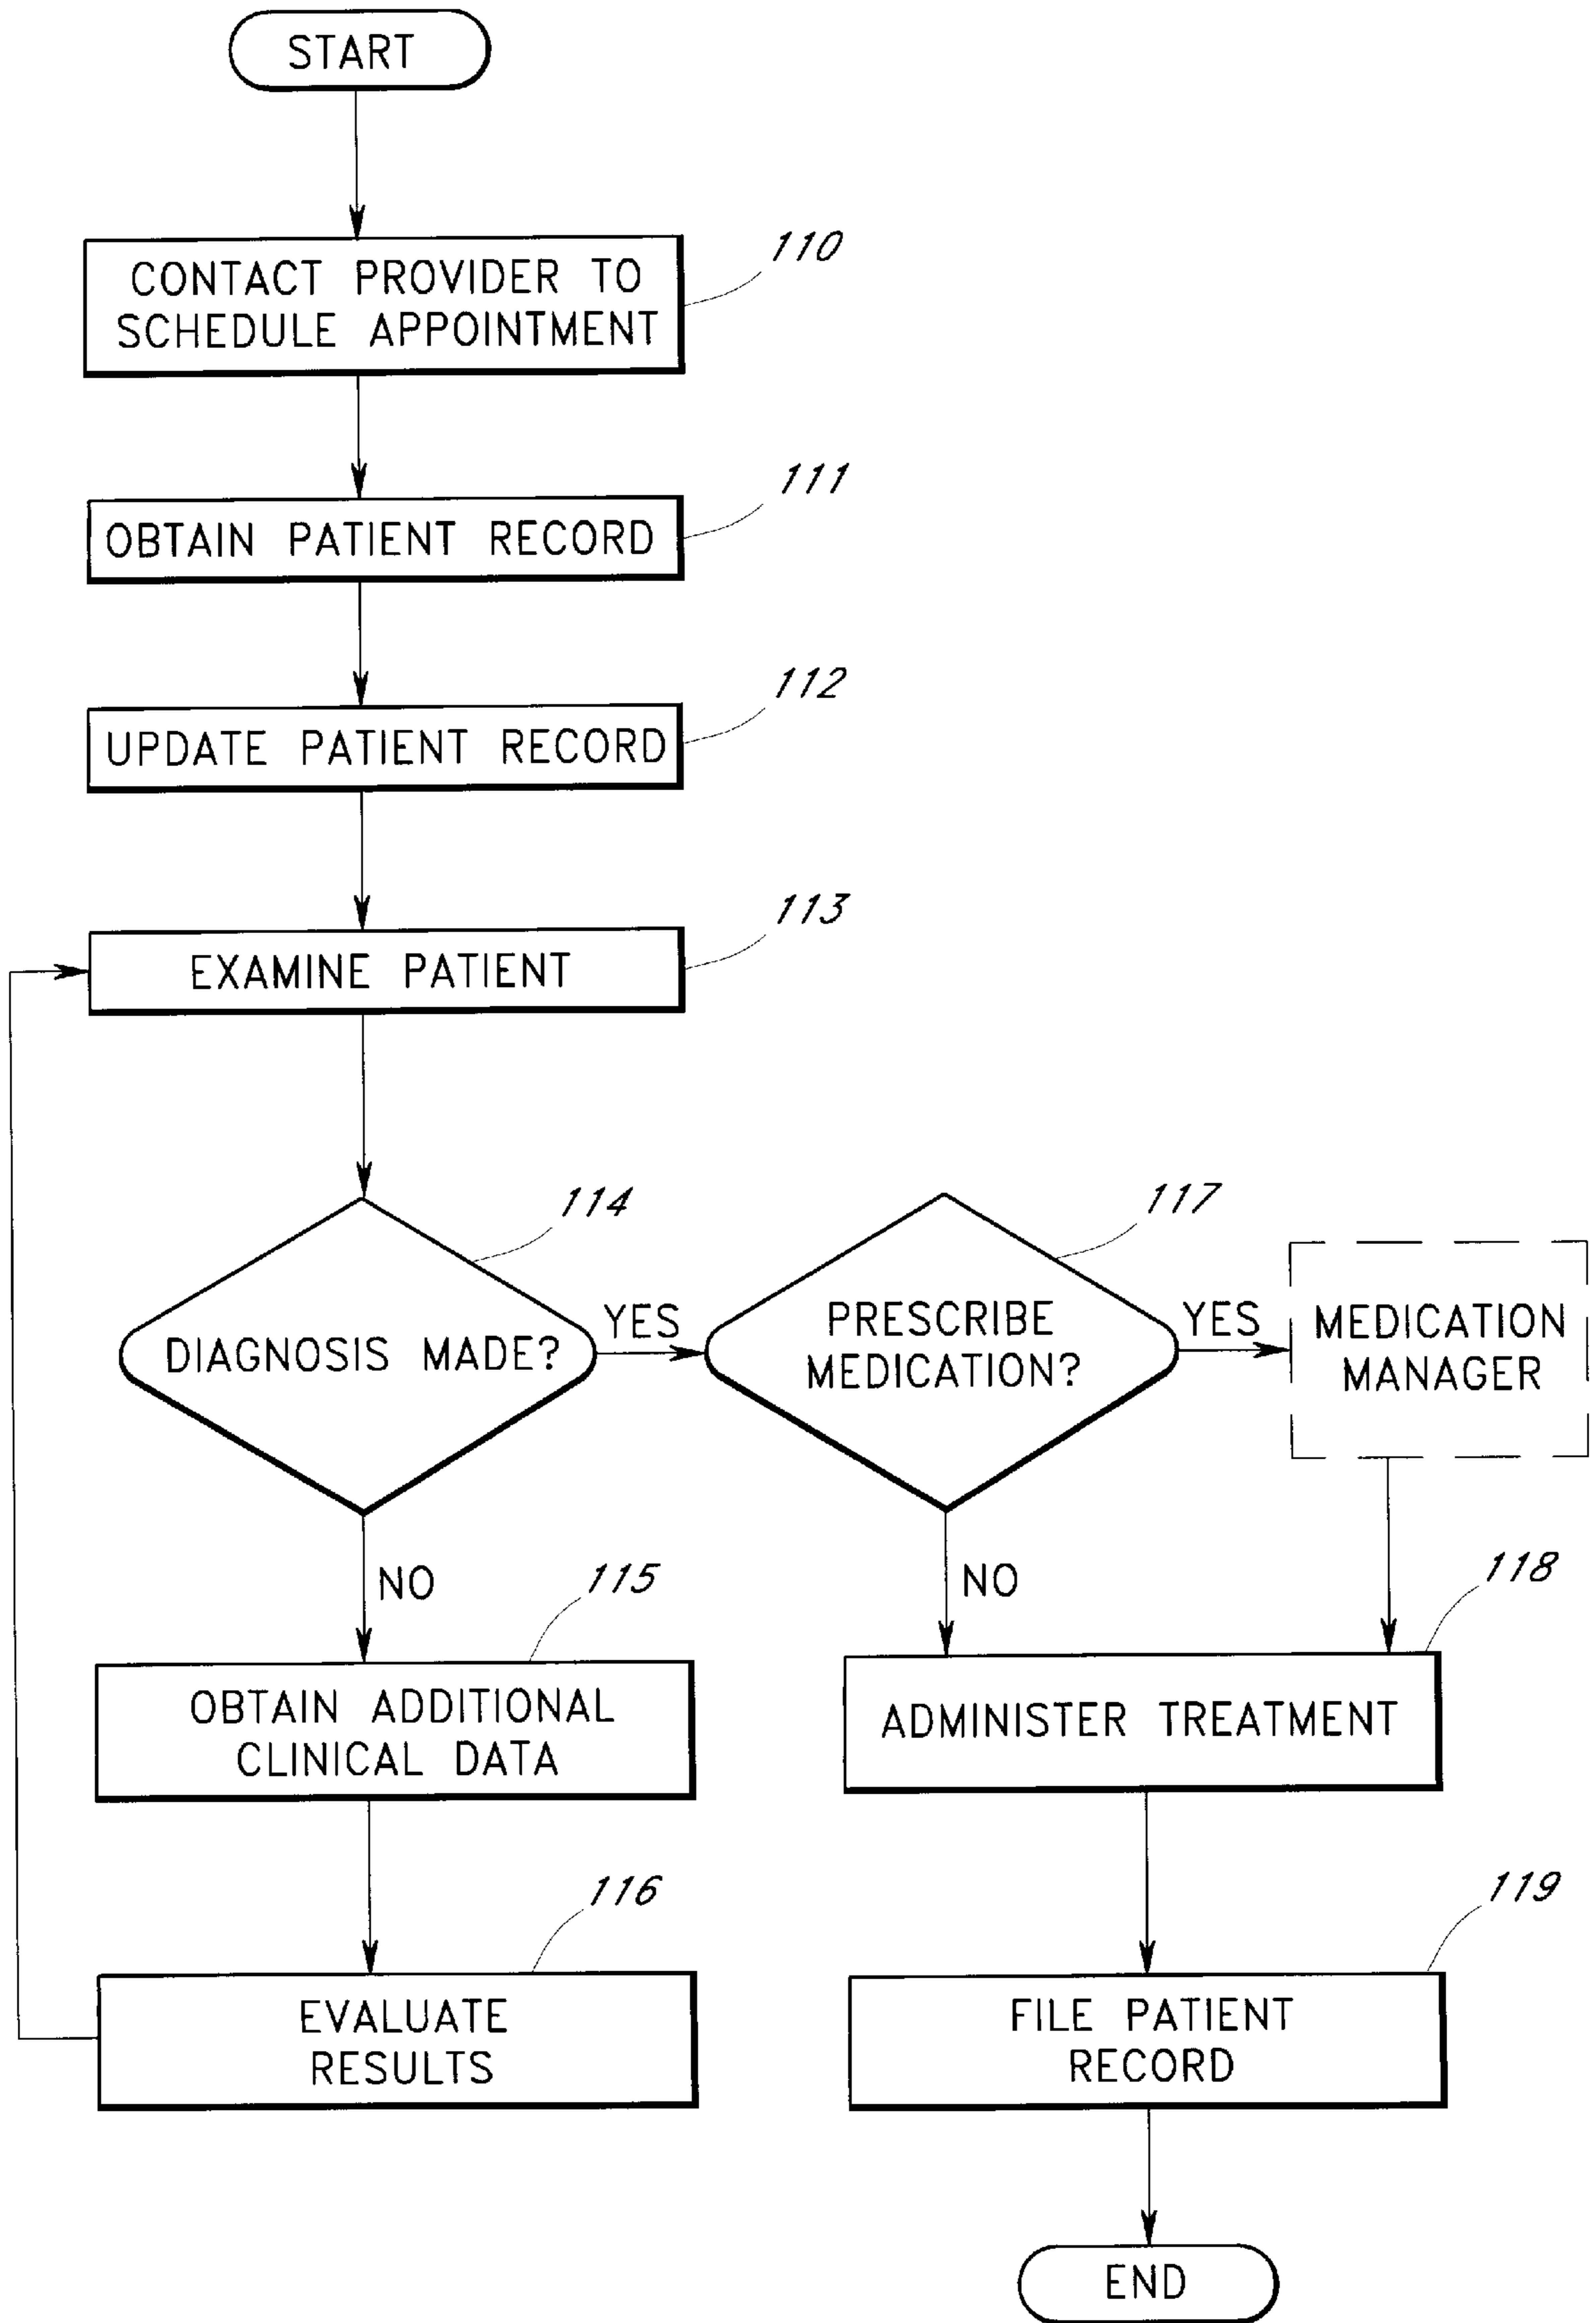 START
110
CONTACT PROVIDER TO
SCHEDULE APPOINTMENT
111
OBTAIN PATIENT RECORD
112
UPDATE PATIENT RECORD
113
EXAMINE PATIENT
114
DIAGNOSIS MADE?
YES
117
PRESCRIBE
MEDICATION?
YES
MEDICATION
MANAGER
NO
115
OBTAIN ADDITIONAL
CLINICAL DATA
NO
118
ADMINISTER TREATMENT
116
EVALUATE
RESULTS
119
FILE PATIENT
RECORD
END